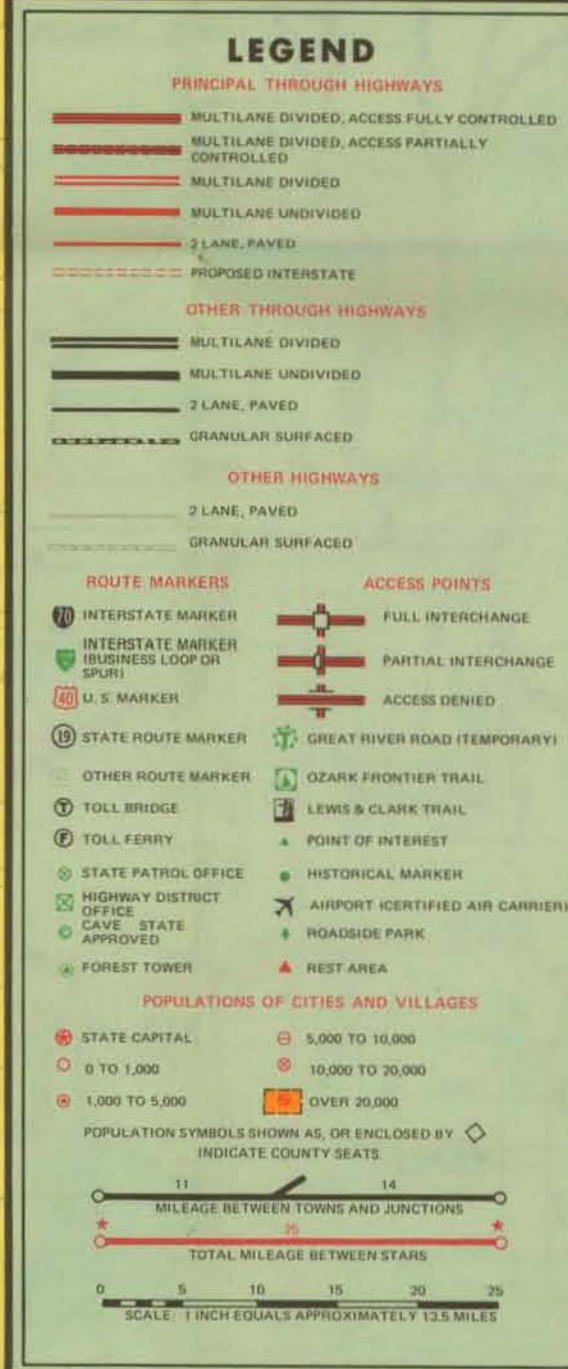 LEGEND
PRINCIPAL THROUGH HIGHWAYS
MULTILANE DIVIDED, ACCESS FULLY CONTROLLED
MULTILANE DIVIDED, ACCESS PARTIALLY
CONTROLLED
MULTILANE DIVIDED
MULTILANE UNDIVIDED
2 LANE, PAVED
PROPOSED INTERSTATE
OTHER THROUGH HIGHWAYS
MULTILANE DIVIDED
MULTILANE UNDIVIDED
2 LANE, PAVED
GRANULAR SURFACED
OTHER HIGHWAYS
2 LANE, PAVED
GRANULAR SURFACED
ROUTE MARKERS
70 INTERSTATE MARKER
INTERSTATE MARKER
(BUSINESS LOOP OR
SPUR)
40 U. S. MARKER
19 STATE ROUTE MARKER
OTHER ROUTE MARKER
T TOLL BRIDGE
F TOLL FERRY
STATE PATROL OFFICE
HIGHWAY DISTRICT
OFFICE
CAVE STATE
APPROVED
FOREST TOWER
ACCESS POINTS
FULL INTERCHANGE
PARTIAL INTERCHANGE
ACCESS DENIED
GREAT RIVER ROAD (TEMPORARY)
OZARK FRONTIER TRAIL
LEWIS & CLARK TRAIL
POINT OF INTEREST
HISTORICAL MARKER
AIRPORT (CERTIFIED AIR CARRIER)
ROADSIDE PARK
REST AREA
POPULATIONS OF CITIES AND VILLAGES
STATE CAPITAL
0 TO 1,000
1,000 TO 5,000
5,000 TO 10,000
10,000 TO 20,000
OVER 20,000
POPULATION SYMBOLS SHOWN AS, OR ENCLOSED BY
INDICATE COUNTY SEATS
11 14
MILEAGE BETWEEN TOWNS AND JUNCTIONS
25
TOTAL MILEAGE BETWEEN STARS
0 5 10 15 20 25
SCALE: 1 INCH EQUALS APPROXIMATELY 13.5 MILES